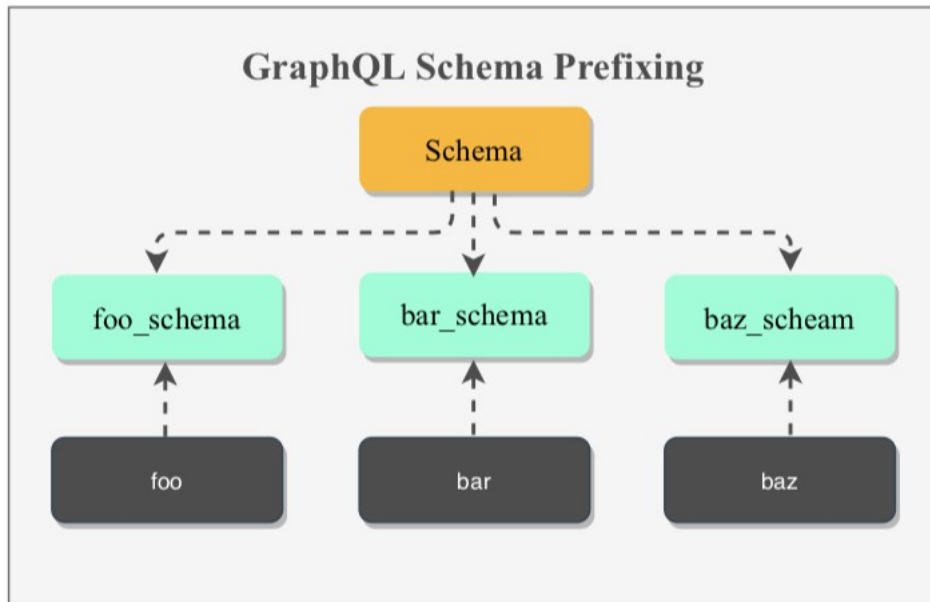 GraphQL Schema Prefixing
Schema
foo_schema
bar_schema
baz_scheam
foo
bar
baz